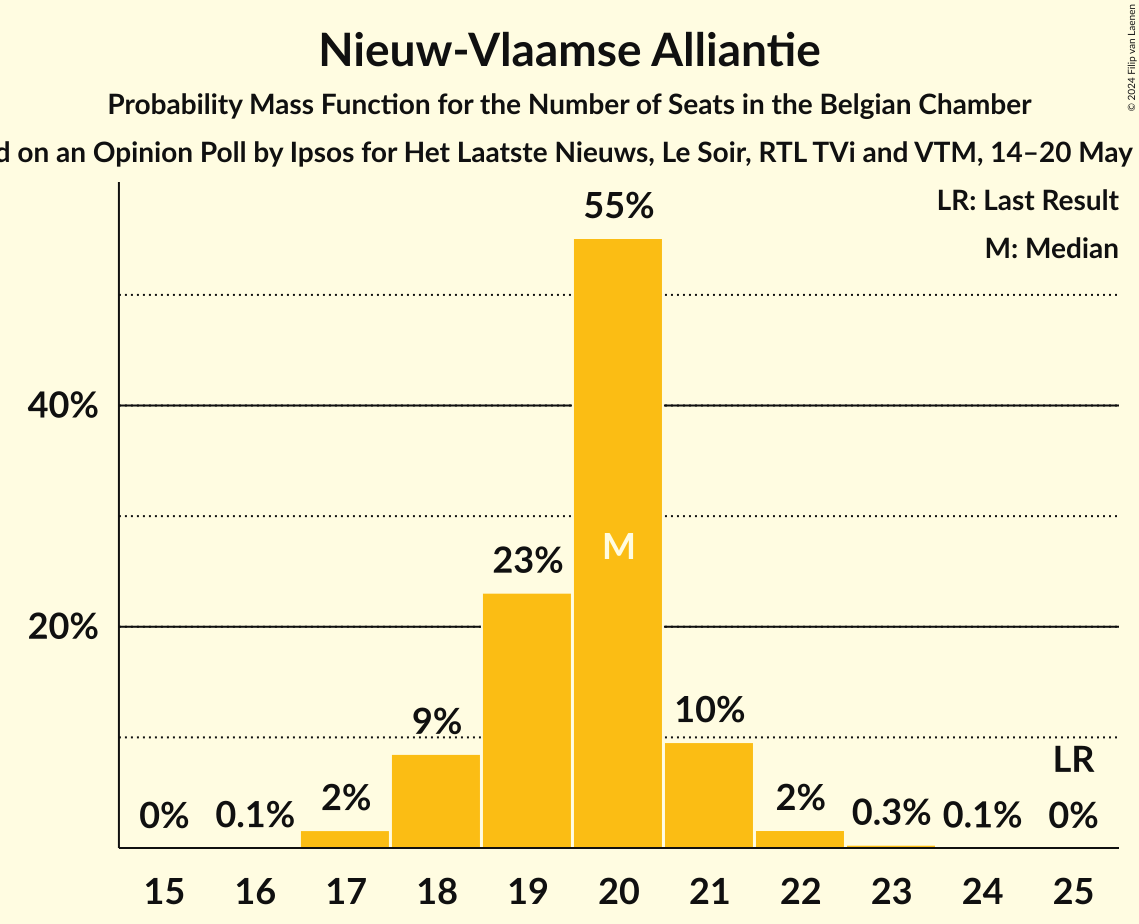 Nieuw-Vlaamse Alliantie
Probability Mass Function for the Number of Seats in the Belgian Chamber
on an Opinion Poll by Ipsos for Het Laatste Nieuws, Le Soir, RTL TVi and VTM, 14–20 May
© 2024 Filip van Laenen
LR: Last Result
M: Median
55%
40%
M
23%
20%
10%
9%
LR
2%
2%
0.3%
0%
0.1%
0.1%
0%
15 16 17 18 19 20 21 22 23 24 25